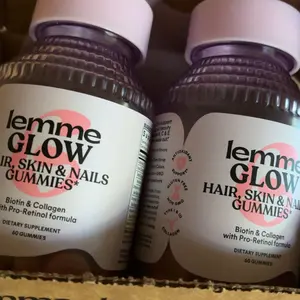 lemme
GLOW
HAIR, SKIN & NAILS
GUMMIES*
Biotin & Collagen
with Pro-Retinol formula
DIETARY SUPPLEMENT
60 GUMMIES
lemme
GLOW
HAIR, SKIN & NAILS
GUMMIES*
Biotin & Collagen
with Pro-Retinol formula
DIETARY SUPPLEMENT
60 GUMMIES